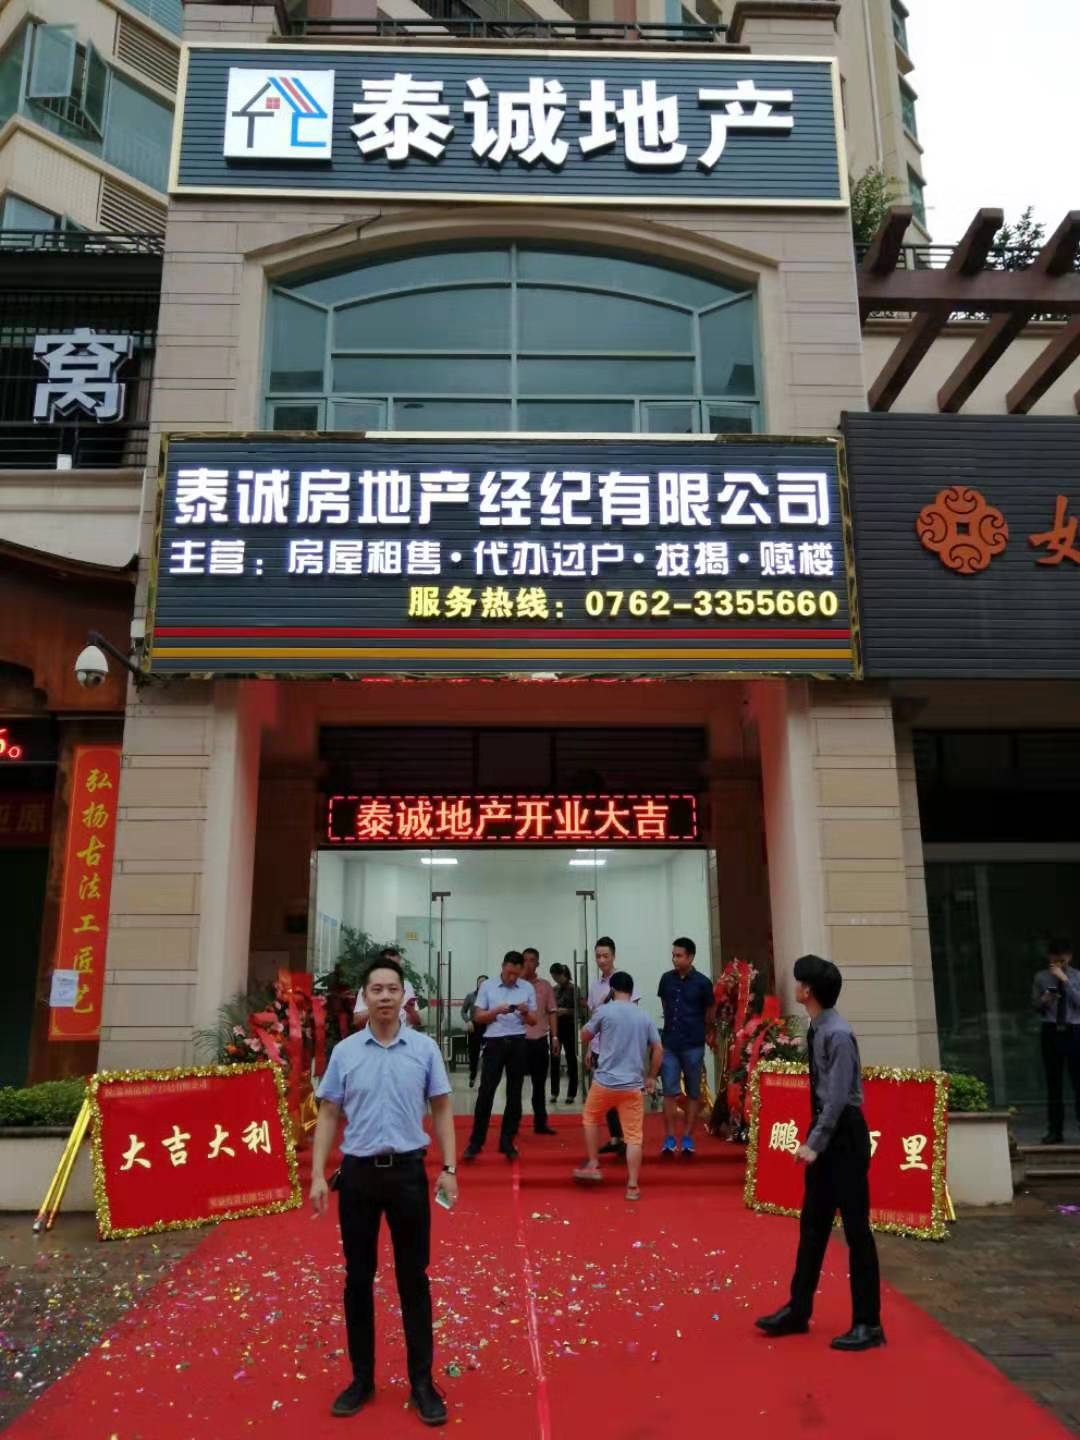 泰诚地产
窝
泰诚房地产经纪有限公司
主营：房屋租售·代办过户·按揭·赎楼
服务热线：0762-3355660
泰诚地产开业大吉
弘扬古法工匠艺
大吉大利
鹏
里